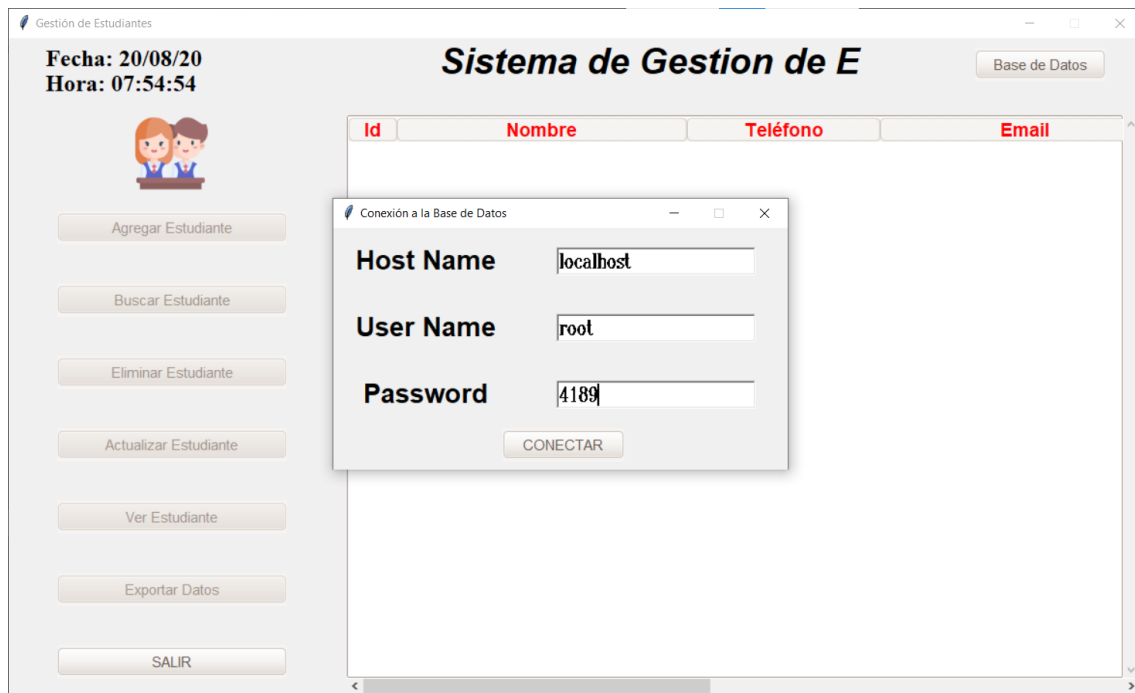 Gestión de Estudiantes
Fecha: 20/08/20
Hora: 07:54:54
Sistema de Gestion de E
Base de Datos
Id Nombre Teléfono Email
Agregar Estudiante
Buscar Estudiante
Eliminar Estudiante
Actualizar Estudiante
Ver Estudiante
Exportar Datos
SALIR
Conexión a la Base de Datos
Host Name localhost
User Name root
Password 4189
CONECTAR